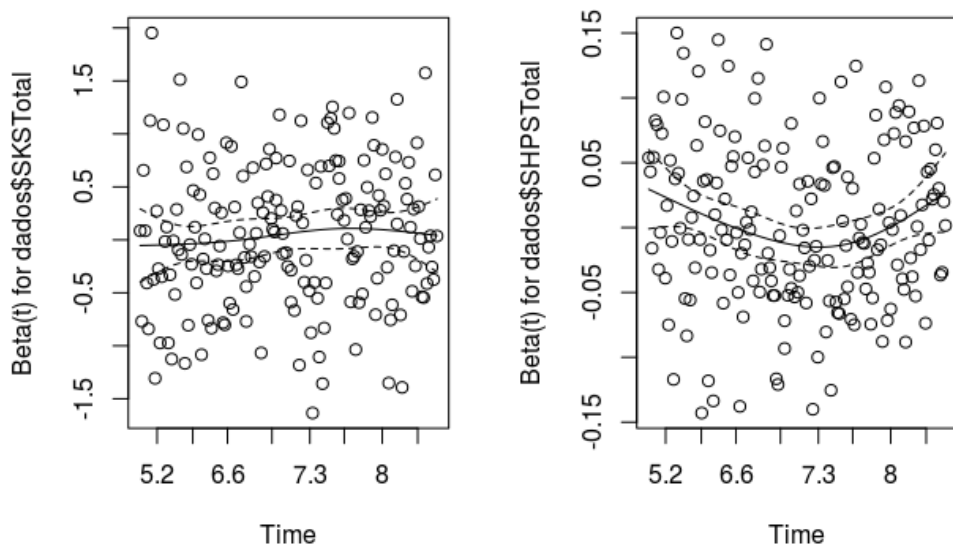 Beta(t) for dados$SKSTotal
1.5
0.5
-0.5
-1.5
5.2 6.6 7.3 8
Time
Beta(t) for dados$SHPSTotal
0.15
0.05
-0.05
-0.15
5.2 6.6 7.3 8
Time